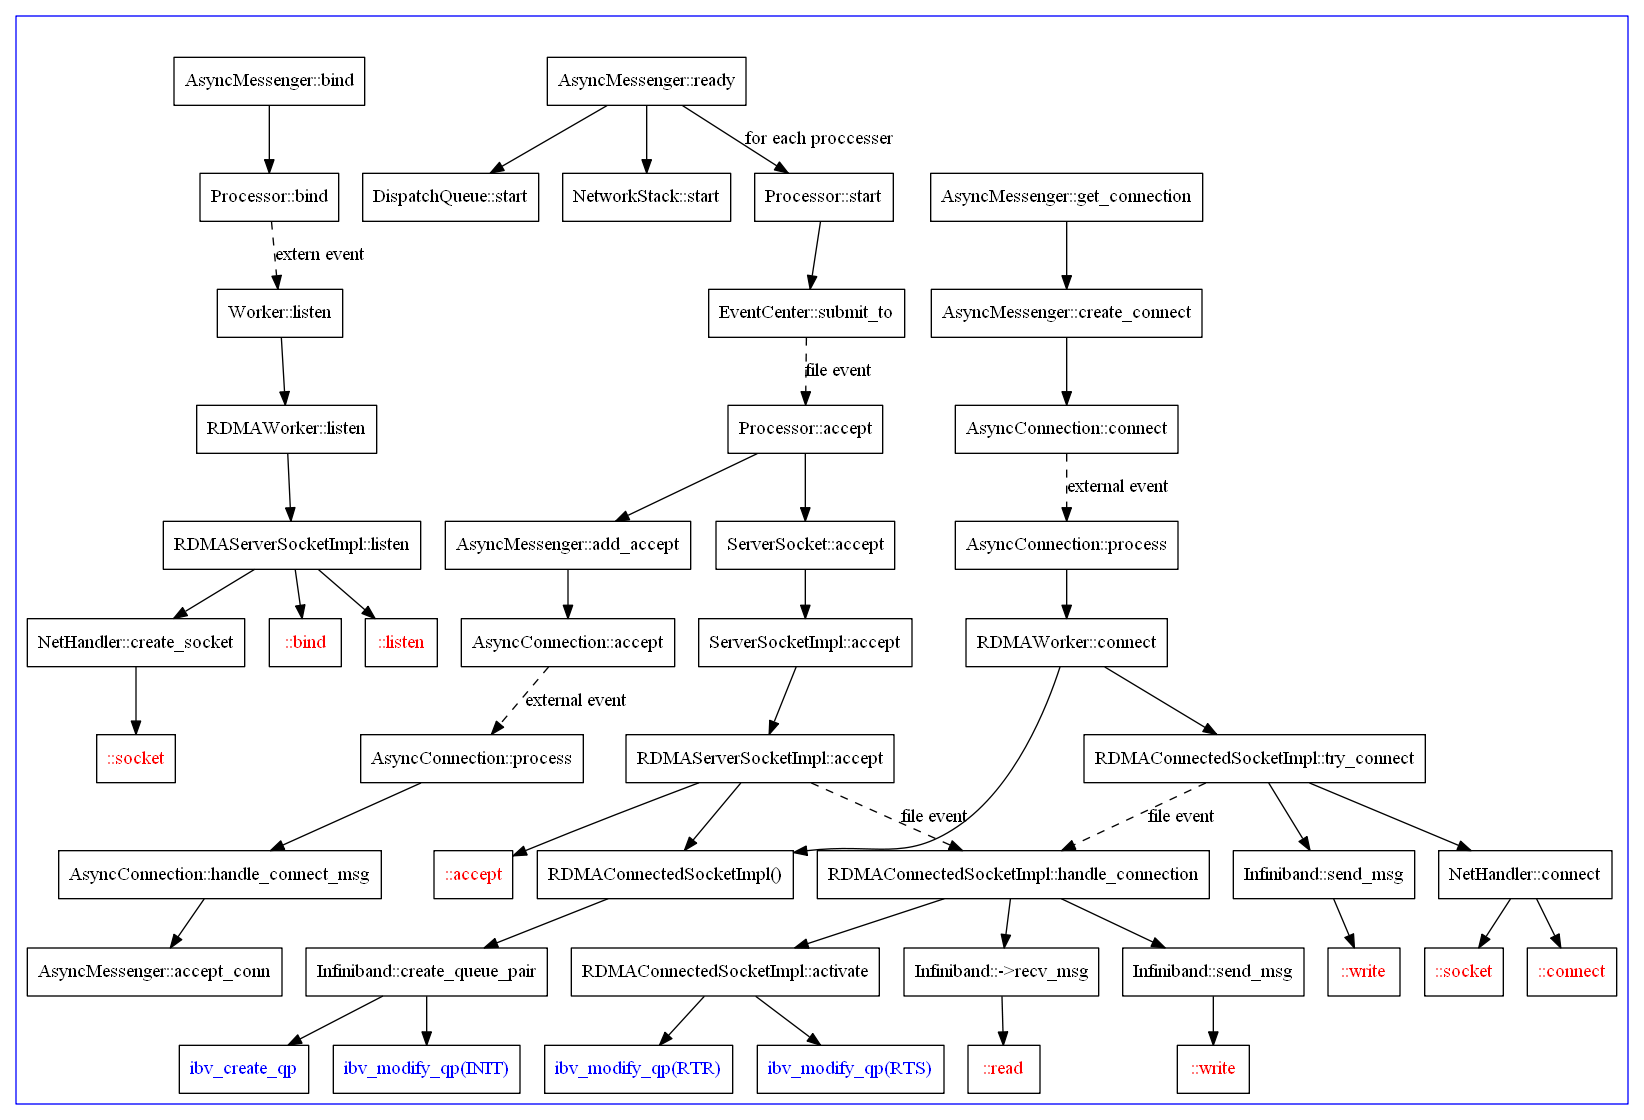 AsyncMessenger::bind
AsyncMessenger::ready
for each proccesser
Processor::bind
DispatchQueue::start
NetworkStack::start
Processor::start
AsyncMessenger::get_connection
extern event
Worker::listen
EventCenter::submit_to
AsyncMessenger::create_connect
file event
RDMAWorker::listen
Processor::accept
AsyncConnection::connect
external event
RDMAServerSocketImpl::listen
AsyncMessenger::add_accept
ServerSocket::accept
AsyncConnection::process
NetHandler::create_socket
::bind
::listen
AsyncConnection::accept
ServerSocketImpl::accept
RDMAWorker::connect
external event
::socket
AsyncConnection::process
RDMAServerSocketImpl::accept
RDMAConnectedSocketImpl::try_connect
file event
file event
AsyncConnection::handle_connect_msg
::accept
RDMAConnectedSocketImpl()
RDMAConnectedSocketImpl::handle_connection
Infiniband::send_msg
NetHandler::connect
AsyncMessenger::accept_conn
Infiniband::create_queue_pair
RDMAConnectedSocketImpl::activate
Infiniband::->recv_msg
Infiniband::send_msg
::write
::socket
::connect
ibv_create_qp
ibv_modify_qp(INIT)
ibv_modify_qp(RTR)
ibv_modify_qp(RTS)
::read
::write